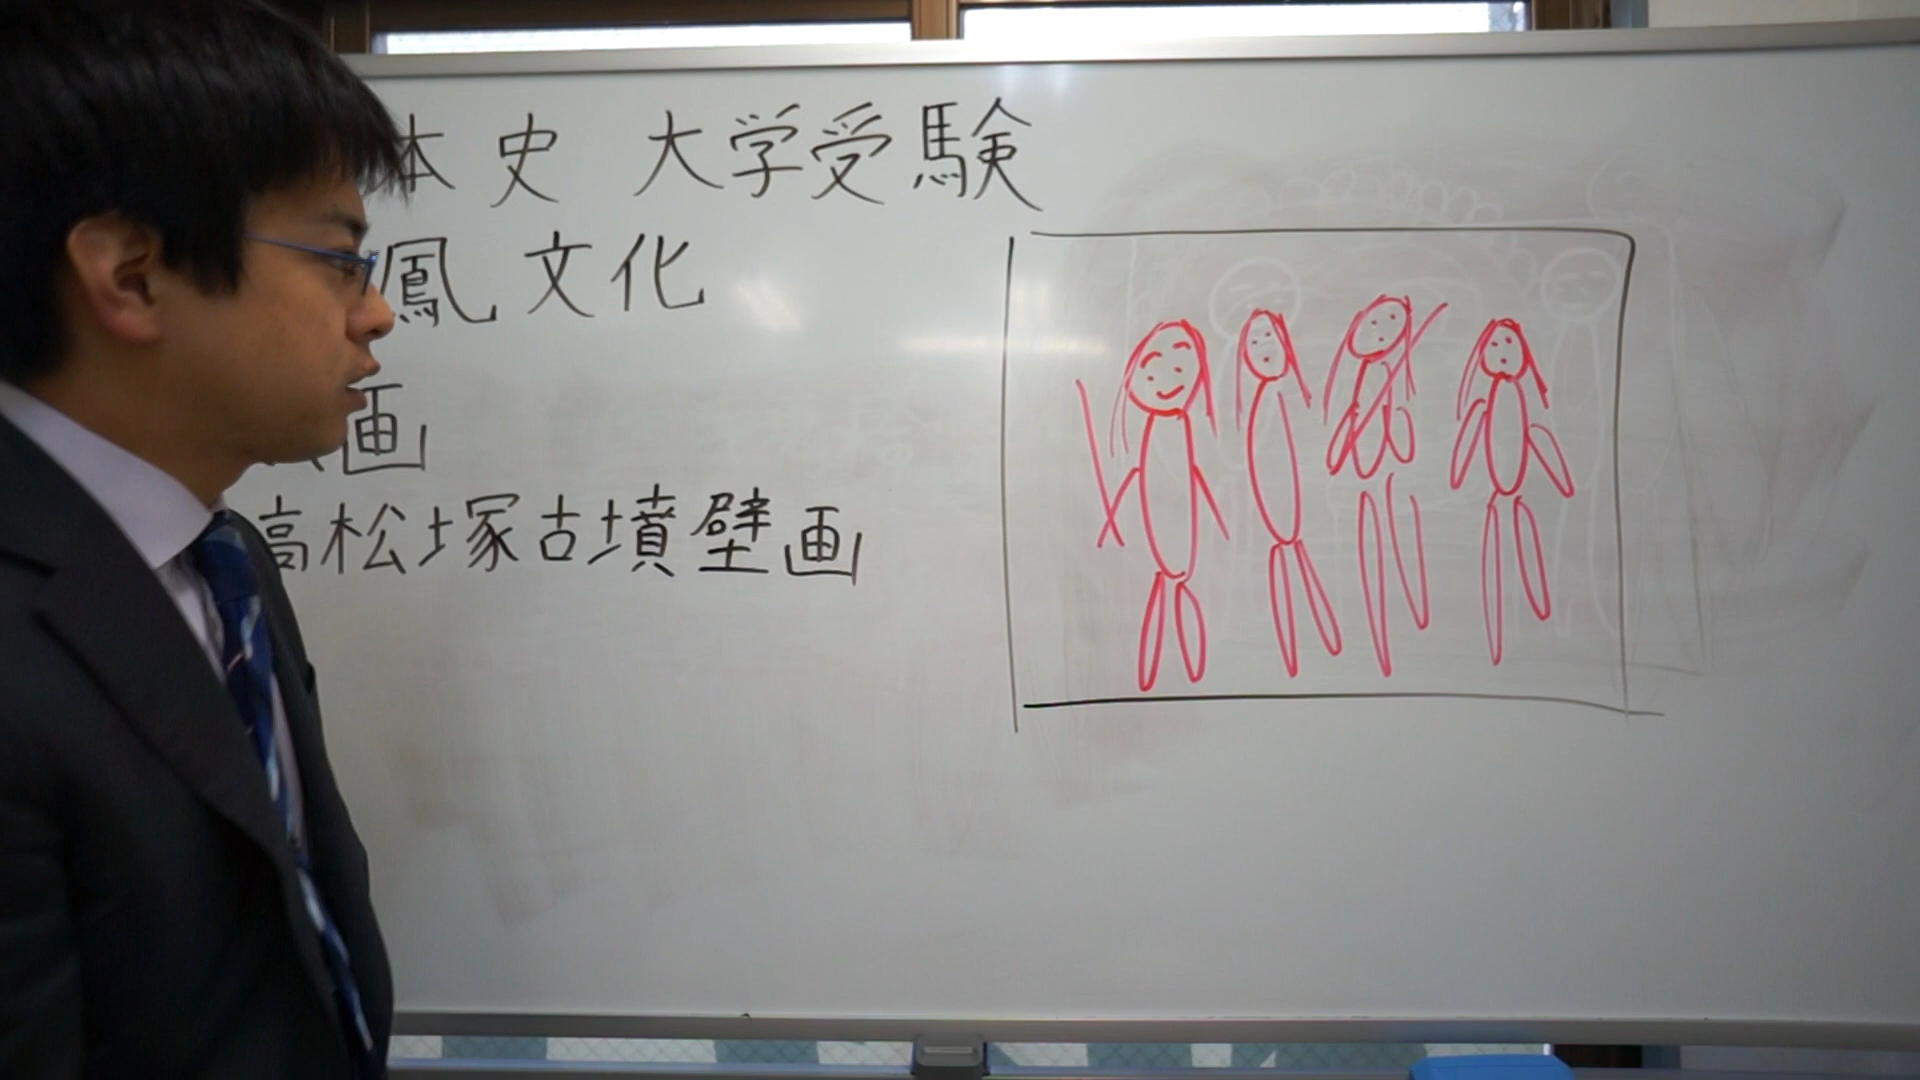 本史 大学受験
鳳文化
画
高松塚古墳壁画